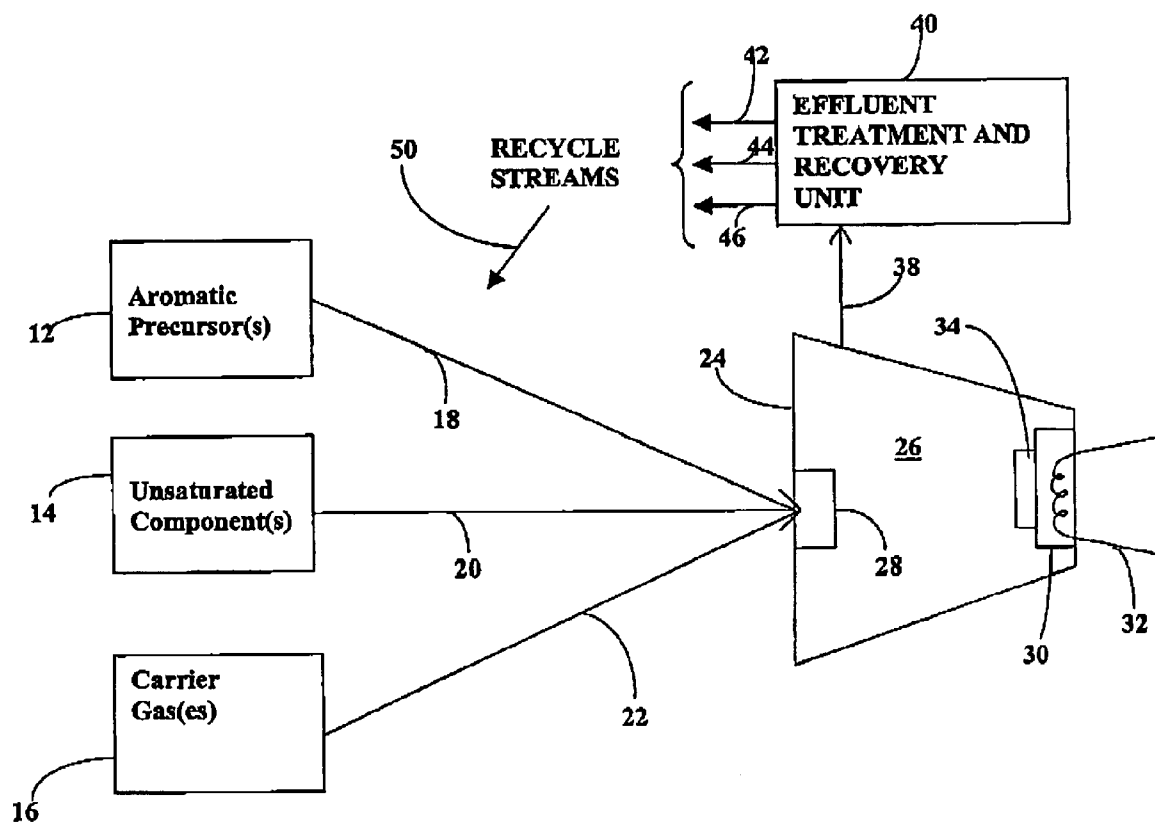 40
42
EFFLUENT
TREATMENT AND
RECOVERY
UNIT
44
46
RECYCLE
STREAMS
50
38
12
Aromatic
Precursor(s)
18
24
34
26
14
Unsaturated
Component(s)
20
28
30
32
16
Carrier
Gas(es)
22